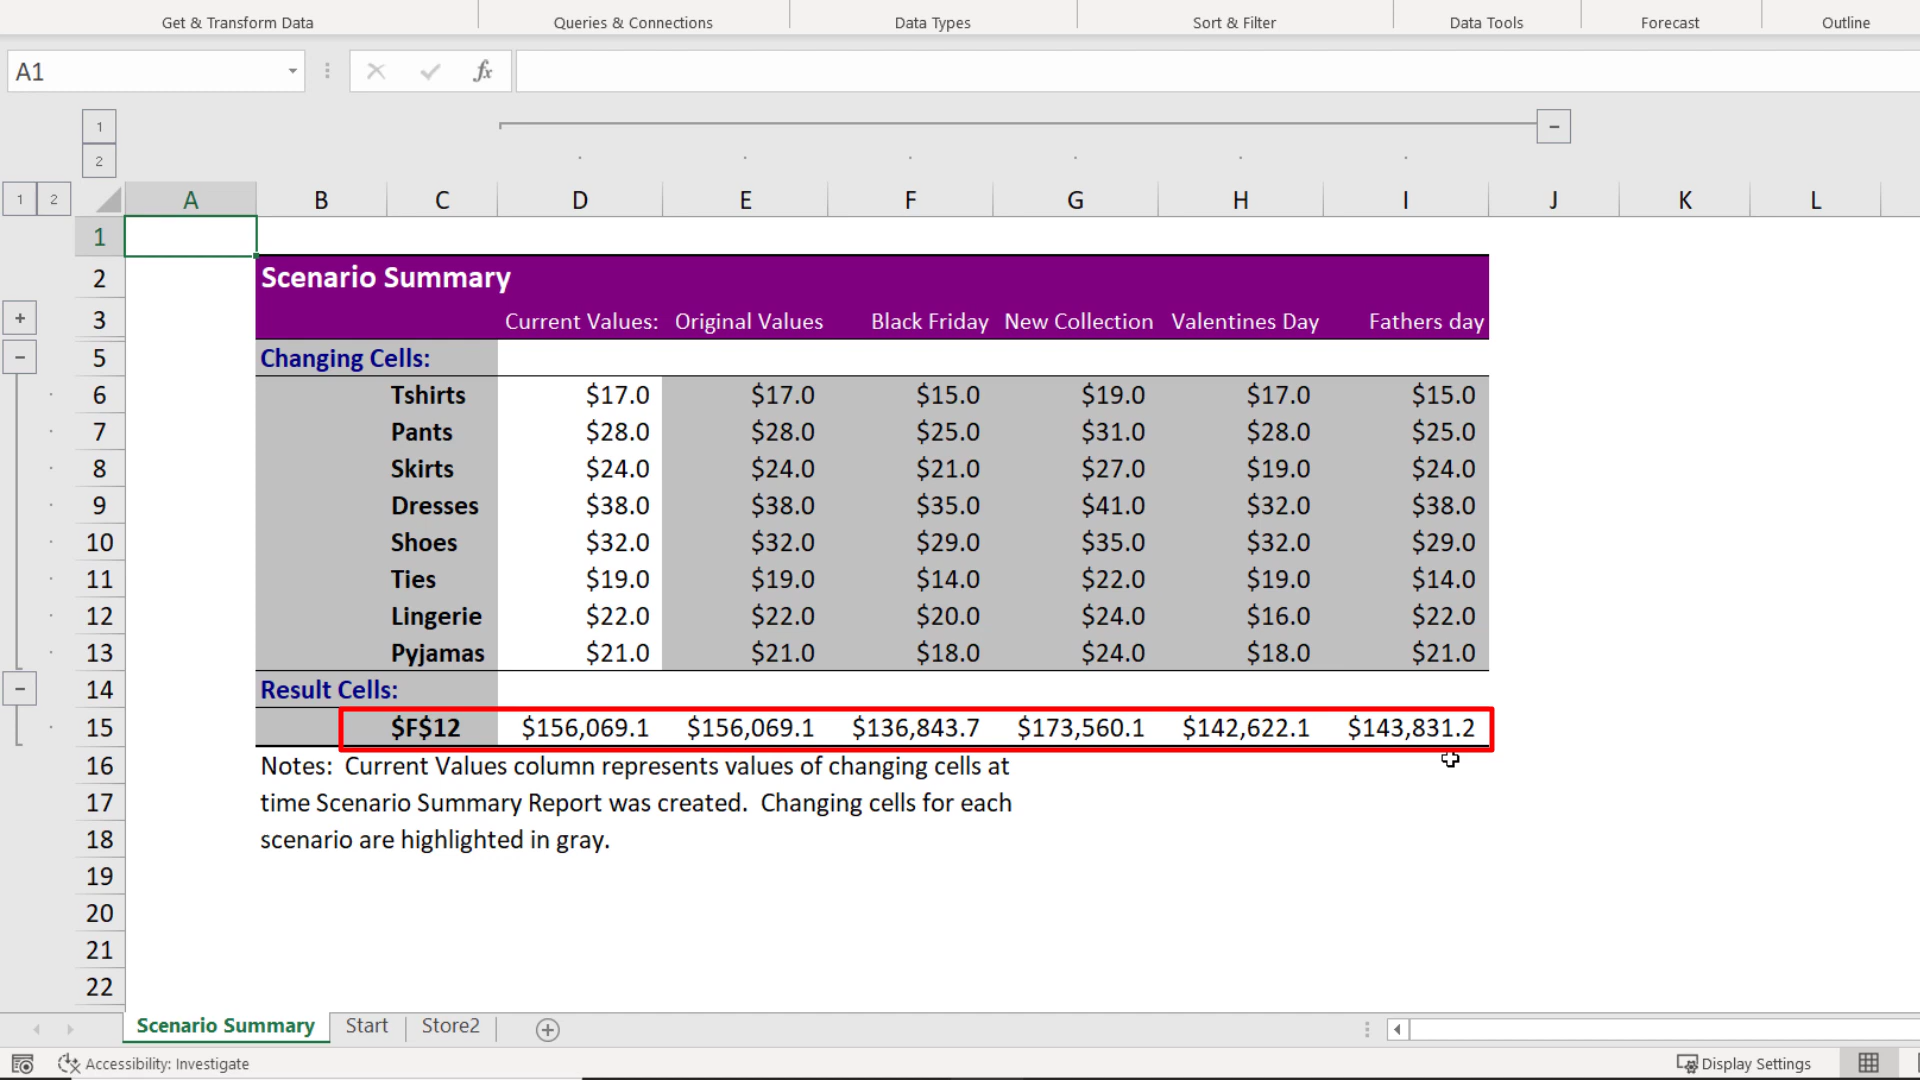 Get & Transform Data Queries & Connections Data Types Sort & Filter Data Tools Forecast Outline
A1 fx
1
2
1 2 A B C D E F G H I J K L
1
2 Scenario Summary
3 Current Values: Original Values Black Friday New Collection Valentines Day Fathers day
5 Changing Cells:
6 Tshirts $17.0 $17.0 $15.0 $19.0 $17.0 $15.0
7 Pants $28.0 $28.0 $25.0 $31.0 $28.0 $25.0
8 Skirts $24.0 $24.0 $21.0 $27.0 $19.0 $24.0
9 Dresses $38.0 $38.0 $35.0 $41.0 $32.0 $38.0
10 Shoes $32.0 $32.0 $29.0 $35.0 $32.0 $29.0
11 Ties $19.0 $19.0 $14.0 $22.0 $19.0 $14.0
12 Lingerie $22.0 $22.0 $20.0 $24.0 $16.0 $22.0
13 Pyjamas $21.0 $21.0 $18.0 $24.0 $18.0 $21.0
14 Result Cells:
15 $F$12 $156,069.1 $156,069.1 $136,843.7 $173,560.1 $142,622.1 $143,831.2
16 Notes: Current Values column represents values of changing cells at
17 time Scenario Summary Report was created. Changing cells for each
18 scenario are highlighted in gray.
19
20
21
22
Scenario Summary Start Store2
Accessibility: Investigate Display Settings